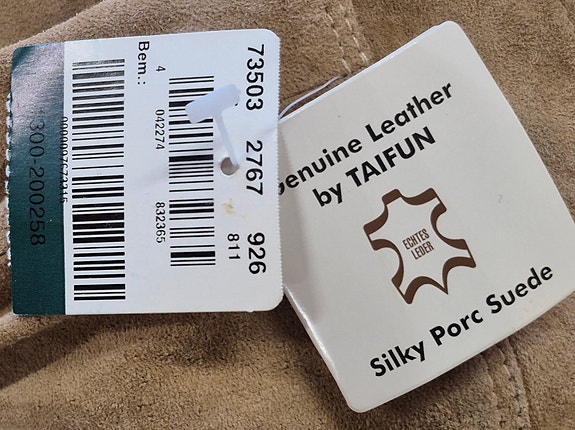 73503 2767 926
811
Bem.:
4 042274 832365
300-200258
Genuine Leather
by TAIFUN
ECHTES
LEDER
Silky Porc Suede